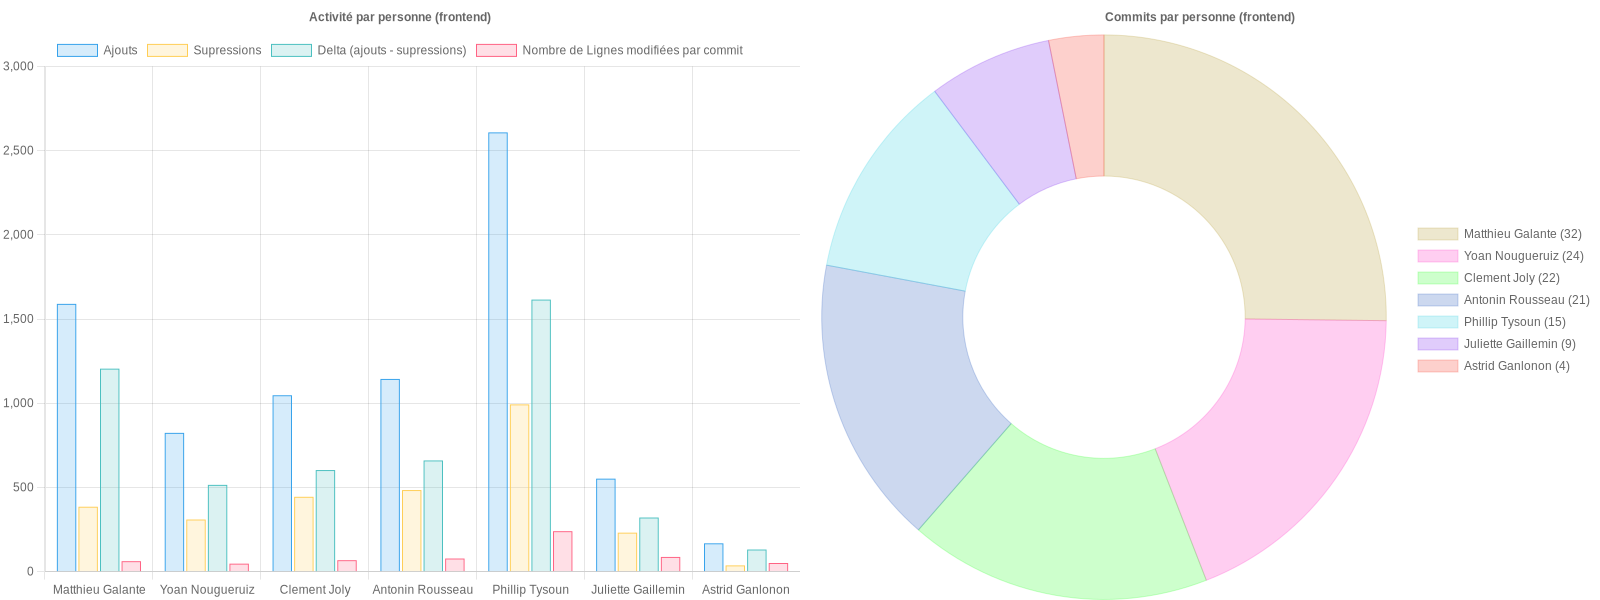 Activité par personne (frontend)
Ajouts Supressions Delta (ajouts - supressions) Nombre de Lignes modifiées par commit
3,000
2,500
2,000
1,500
1,000
500
0
Matthieu Galante Yoan Nougueruiz Clement Joly Antonin Rousseau Phillip Tysoun Juliette Gaillemin Astrid Ganlonon
Commits par personne (frontend)
Matthieu Galante (32)
Yoan Nougueruiz (24)
Clement Joly (22)
Antonin Rousseau (21)
Phillip Tysoun (15)
Juliette Gaillemin (9)
Astrid Ganlonon (4)